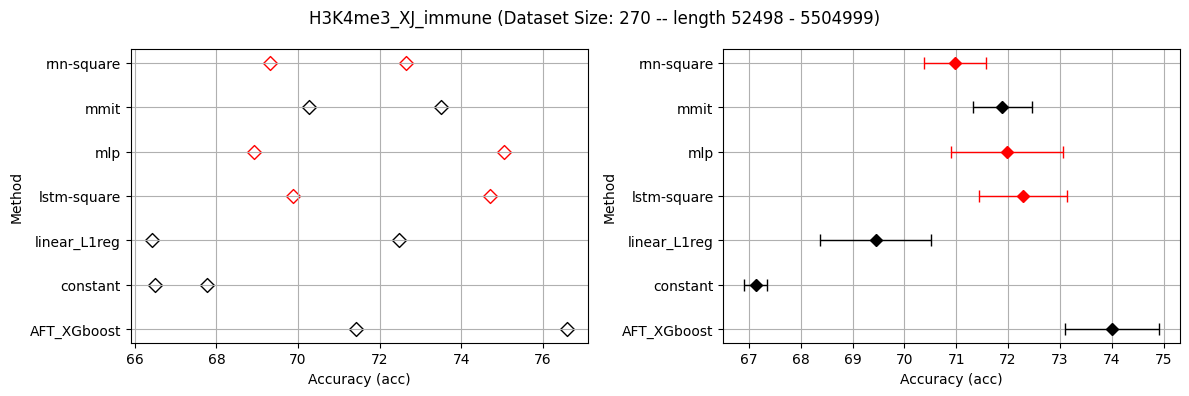 H3K4me3_XJ_immune (Dataset Size: 270 -- length 52498 - 5504999)
Method
rnn-square
mmit
mlp
lstm-square
linear_L1reg
constant
AFT_XGboost
66 68 70 72 74 76
Accuracy (acc)
Method
rnn-square
mmit
mlp
lstm-square
linear_L1reg
constant
AFT_XGboost
67 68 69 70 71 72 73 74 75
Accuracy (acc)